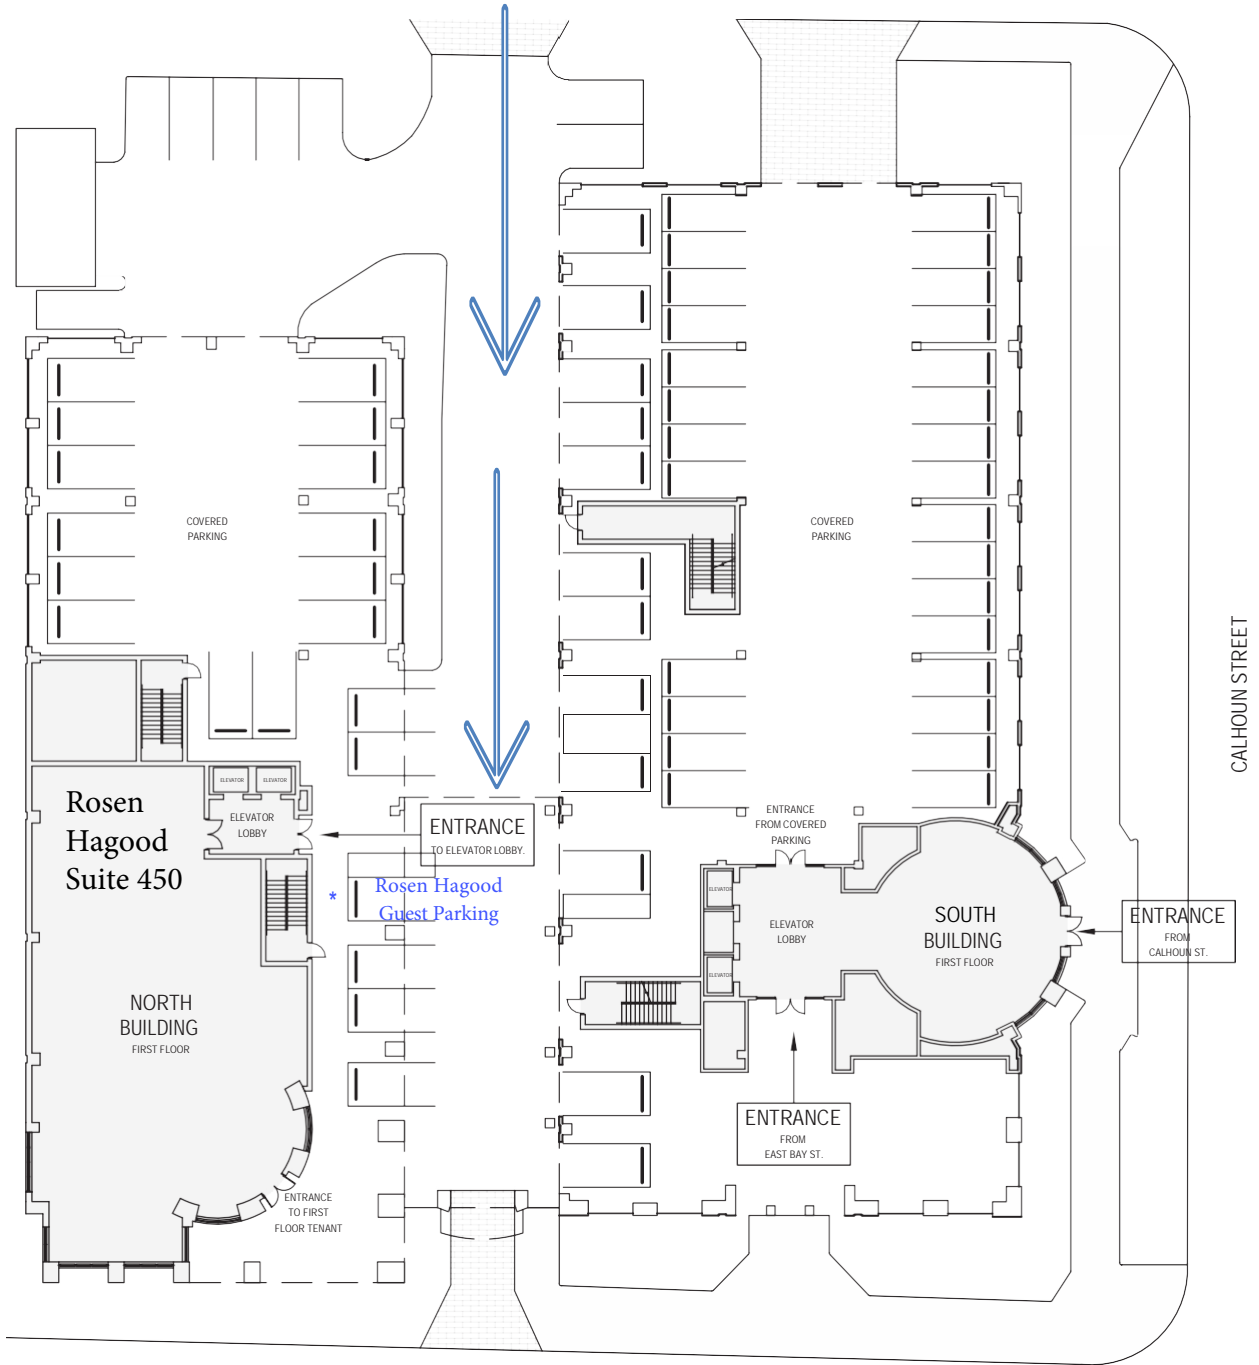 COVERED
PARKING
COVERED
PARKING
CALHOUN STREET
Rosen
Hagood
Suite 450
ELEVATOR
ELEVATOR
ELEVATOR
LOBBY
ENTRANCE
TO ELEVATOR LOBBY.
* Rosen Hagood
Guest Parking
ENTRANCE
FROM COVERED
PARKING
ELEVATOR
ELEVATOR
LOBBY
ELEVATOR
SOUTH
BUILDING
FIRST FLOOR
ENTRANCE
FROM
CALHOUN ST.
NORTH
BUILDING
FIRST FLOOR
ENTRANCE
FROM
EAST BAY ST.
ENTRANCE
TO FIRST
FLOOR TENANT